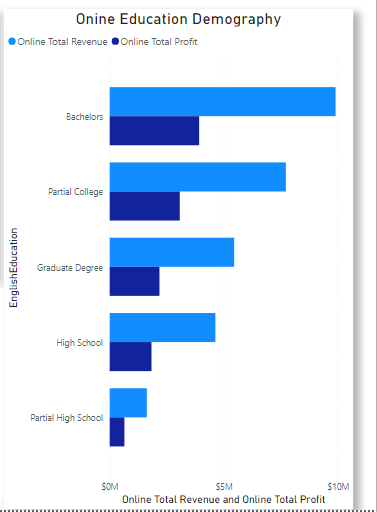 Onine Education Demography
Online Total Revenue Online Total Profit
Bachelors
Partial College
Graduate Degree
High School
Partial High School
EnglishEducation
$0M $5M $10M
Online Total Revenue and Online Total Profit